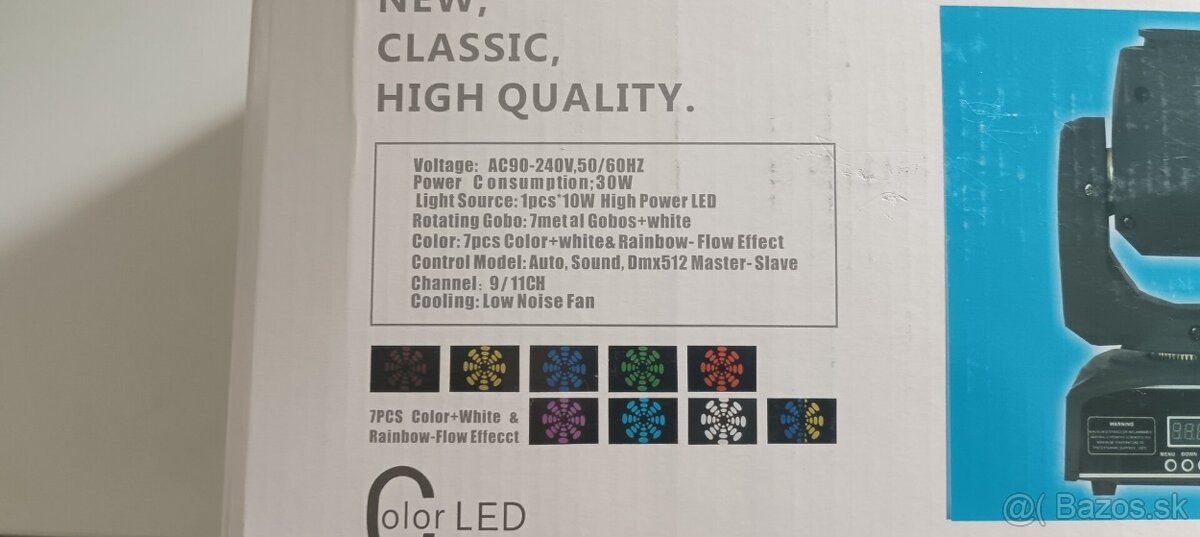 NEW,
CLASSIC,
HIGH QUALITY.
Voltage: AC90-240V,50/60HZ
Power Consumption;30W
Light Source: 1pcs*10W High Power LED
Rotating Gobo: 7metal Gobos+white
Color: 7pcs Color+white& Rainbow- Flow Effect
Control Model: Auto, Sound, Dmx512 Master- Slave
Channel: 9/11CH
Cooling: Low Noise Fan
7PCS Color+White &
Rainbow-Flow Effecct
Color LED
WARNING
MENU DOWN
@( Bazos.sk